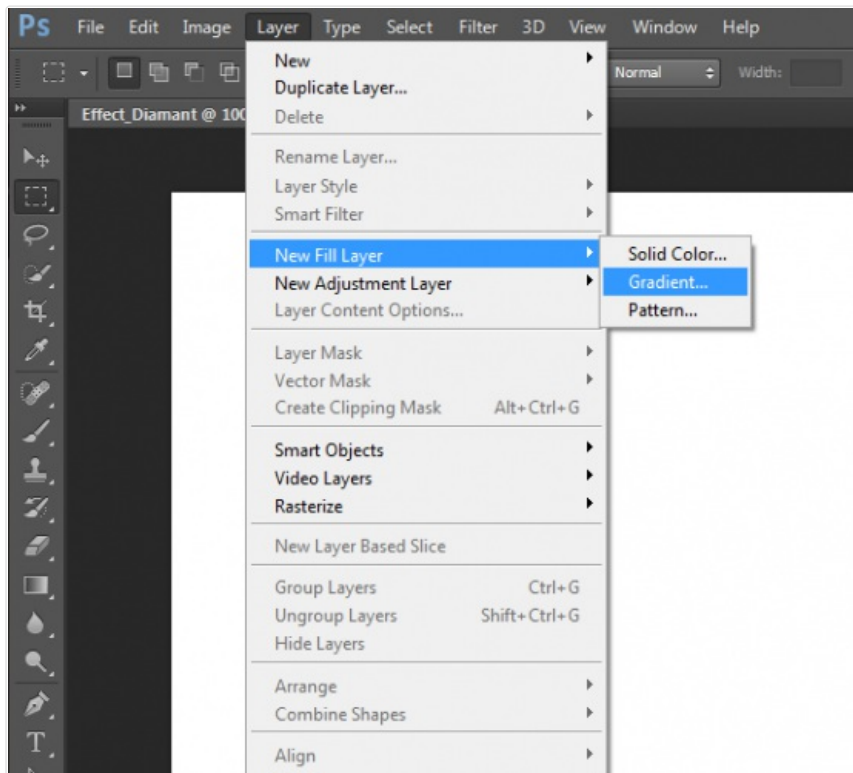 Ps File Edit Image Layer Type Select Filter 3D View Window Help
Normal Width:
Effect_Diamant @ 100
New
Duplicate Layer...
Delete
Rename Layer...
Layer Style
Smart Filter
New Fill Layer
New Adjustment Layer
Layer Content Options...
Solid Color...
Gradient...
Pattern...
Layer Mask
Vector Mask
Create Clipping Mask Alt+Ctrl+G
Smart Objects
Video Layers
Rasterize
New Layer Based Slice
Group Layers Ctrl+G
Ungroup Layers Shift+Ctrl+G
Hide Layers
Arrange
Combine Shapes
Align